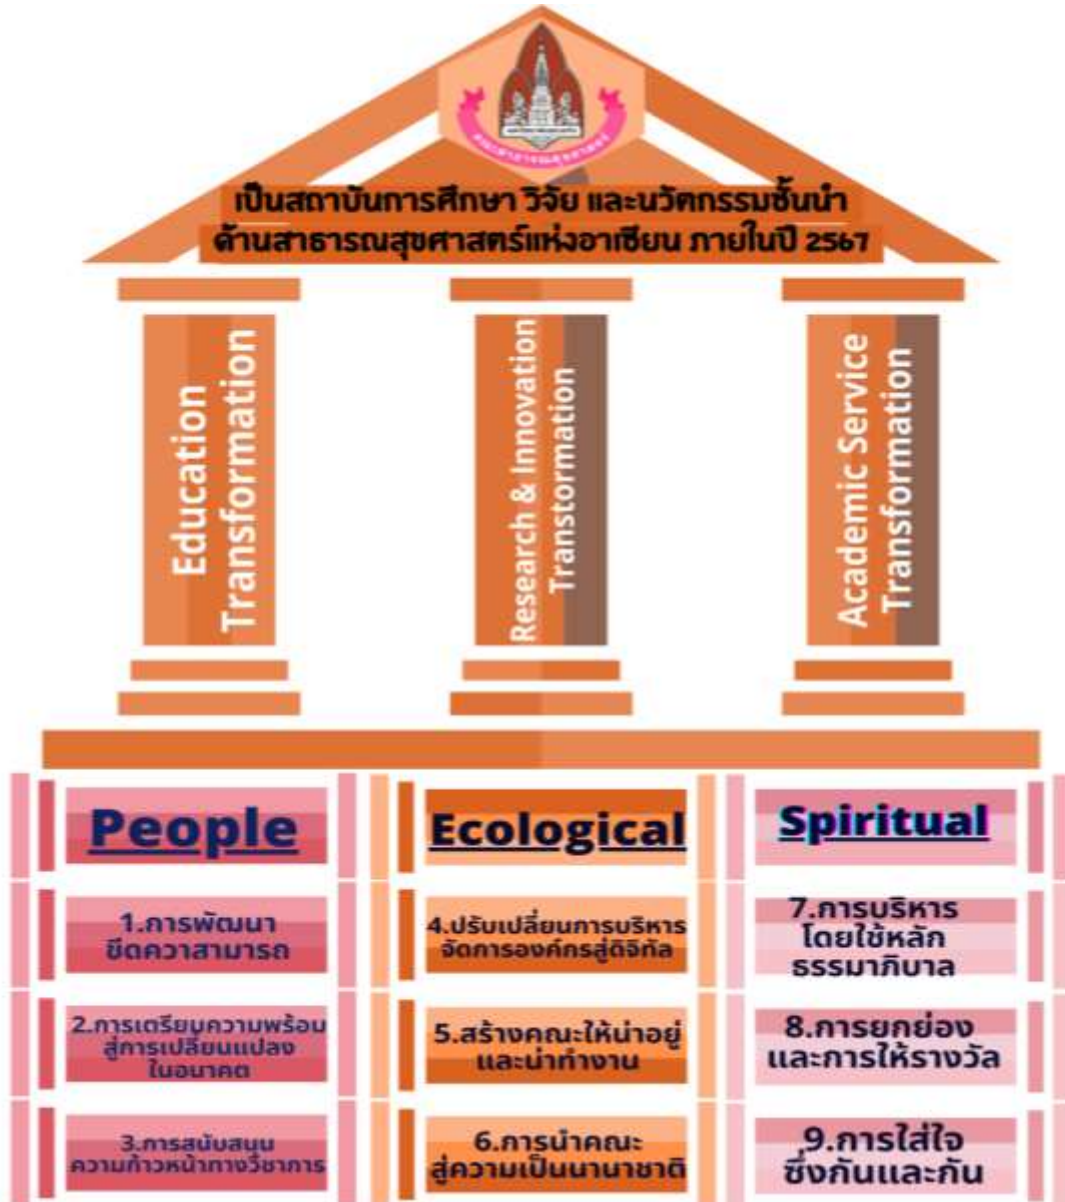 คณะสาธารณสุขศาสตร์
เป็นสถาบันการศึกษา วิจัย และนวัตกรรมชั้นนำ
ด้านสาธารณสุขศาสตร์แห่งอาเซียน ภายในปี 2567
Education
Transformation
Research & Innovation
Transtormation
Academic Service
Transformation
People
1.การพัฒนา
ขีดความสามารถ
2.การเตรียมความพร้อม
สู่การเปลี่ยนแปลง
ในอนาคต
3.การสนับสนุน
ความก้าวหน้าทางวิชาการ
Ecological
4.ปรับเปลี่ยนการบริหาร
จัดการองค์กรสู่ดิจิทัล
5.สร้างคณะให้น่าอยู่
และน่าทำงาน
6.การนำคณะ
สู่ความเป็นนานาชาติ
Spiritual
7.การบริหาร
โดยใช้หลัก
ธรรมาภิบาล
8.การยกย่อง
และการให้รางวัล
9.การใส่ใจ
ซึ่งกันและกัน